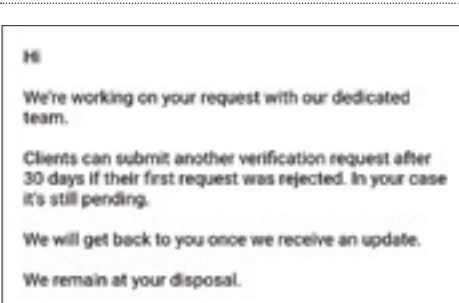 Hi
We're working on your request with our dedicated
team.
Clients can submit another verification request after
30 days if their first request was rejected. In your case
it's still pending.
We will get back to you once we receive an update.
We remain at your disposal.